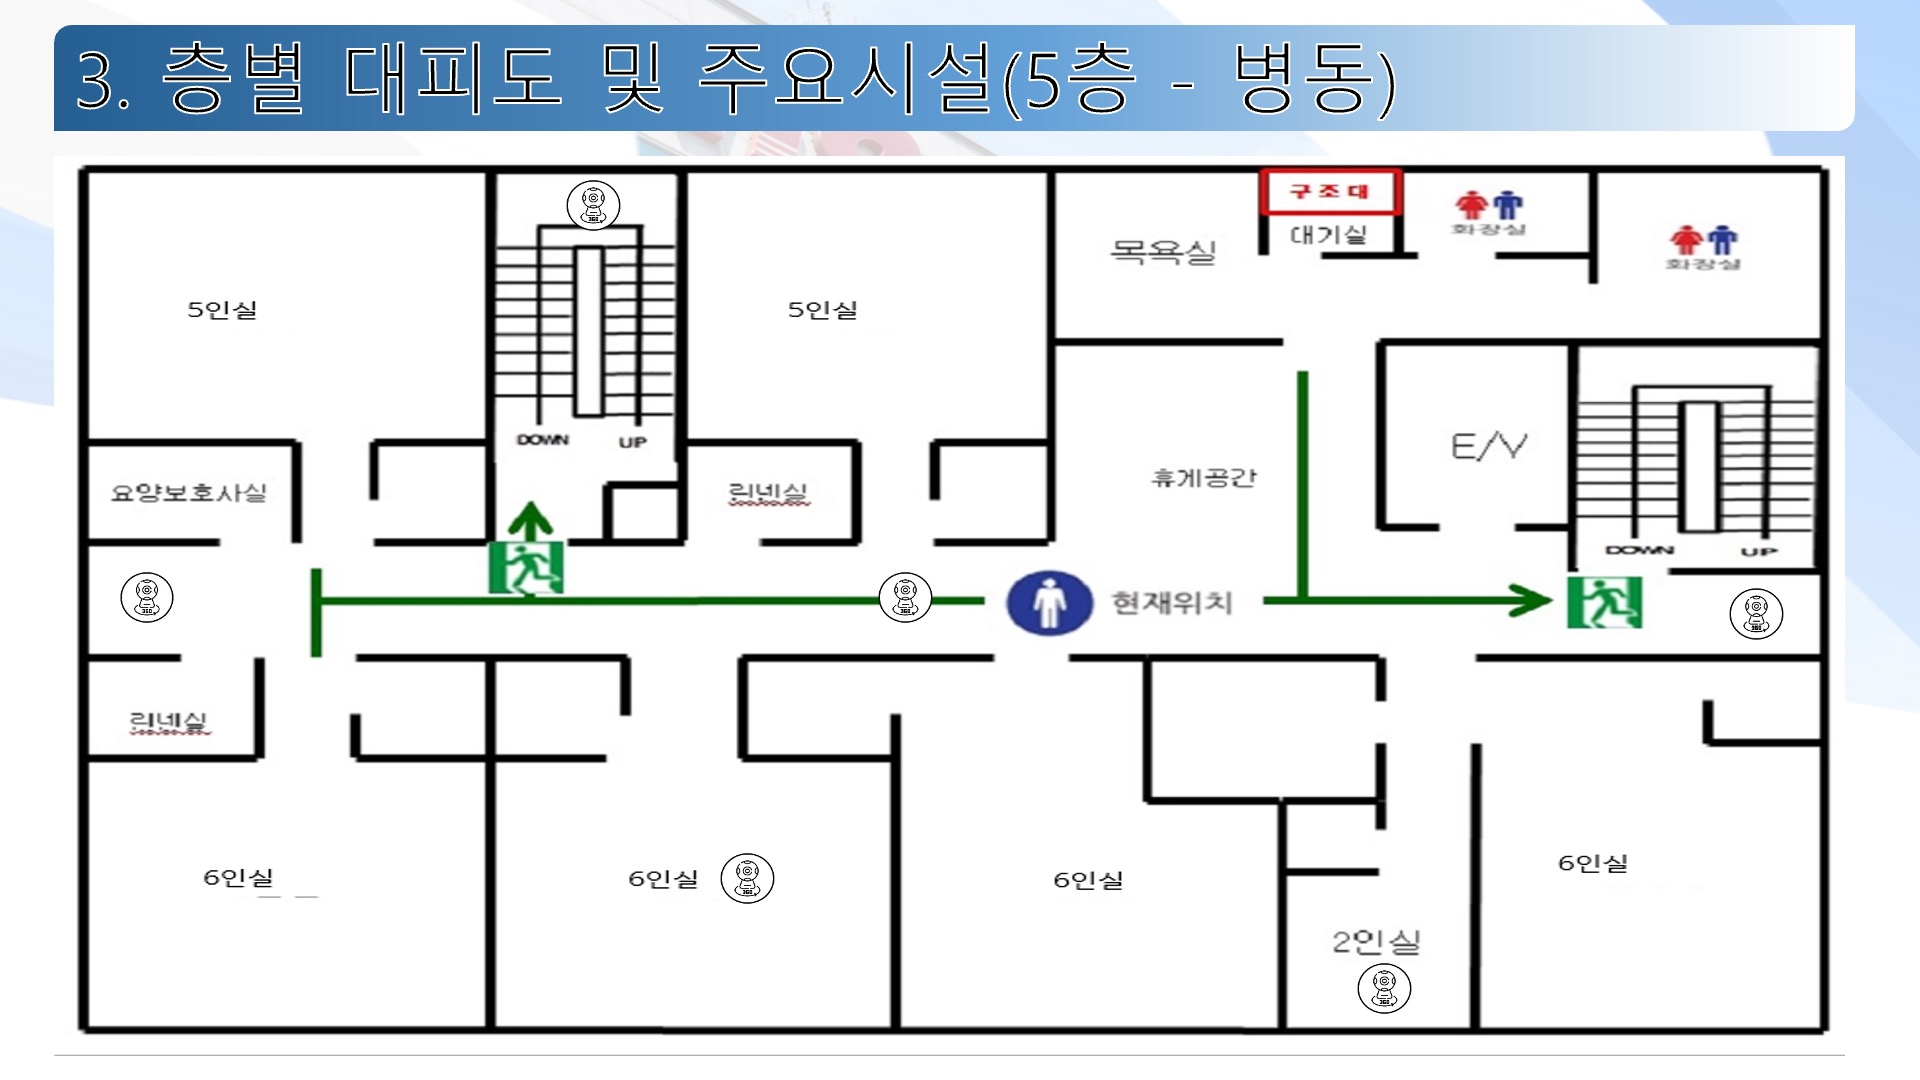 3. 층별 대피도 및 주요시설(5층 - 병동)
구조대
대기실
화장실
화장실
목욕실
5인실
5인실
DOWN
UP
E/V
휴게공간
요양보호사실
린넨실
DOWN
UP
현재위치
린넨실
6인실
6인실
6인실
6인실
2인실